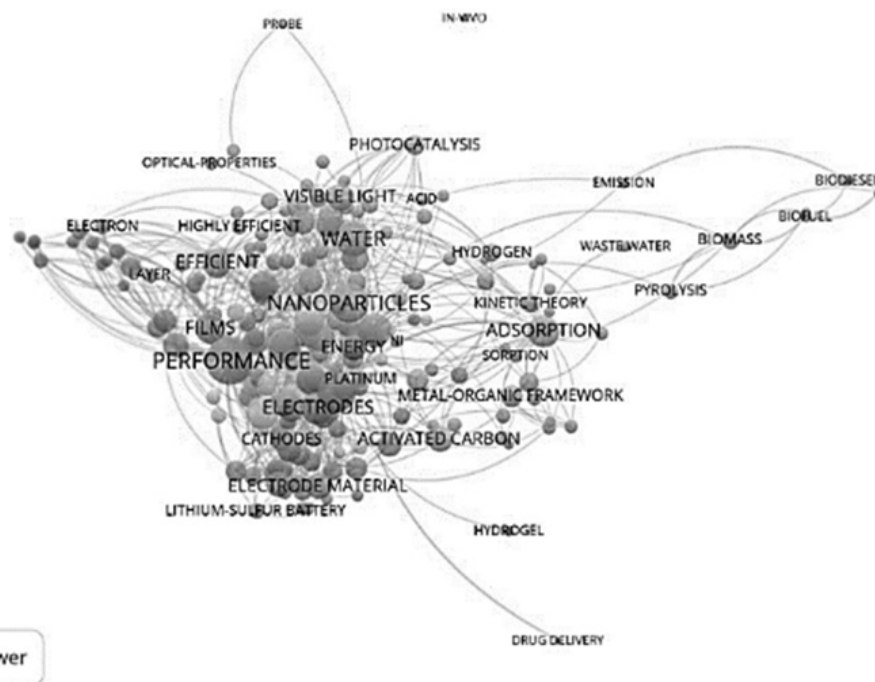 IN-VIVO
PROBE
PHOTOCATALYSIS
OPTICAL-PROPERTIES
EMISSION
BIODIESEL
VISIBLE LIGHT
ACID
BIOFUEL
ELECTRON
HIGHLY EFFICIENT
WATER
BIOMASS
WASTEWATER
HYDROGEN
EFFICIENT
LAYER
PYROLYSIS
NANOPARTICLES
KINETIC THEORY
FILMS
ADSORPTION
NI
ENERGY
SORPTION
PERFORMANCE
PLATINUM
METAL-ORGANIC FRAMEWORK
ELECTRODES
CATHODES
ACTIVATED CARBON
ELECTRODE MATERIAL
LITHIUM-SULFUR BATTERY
HYDROGEL
DRUG DELIVERY
wer